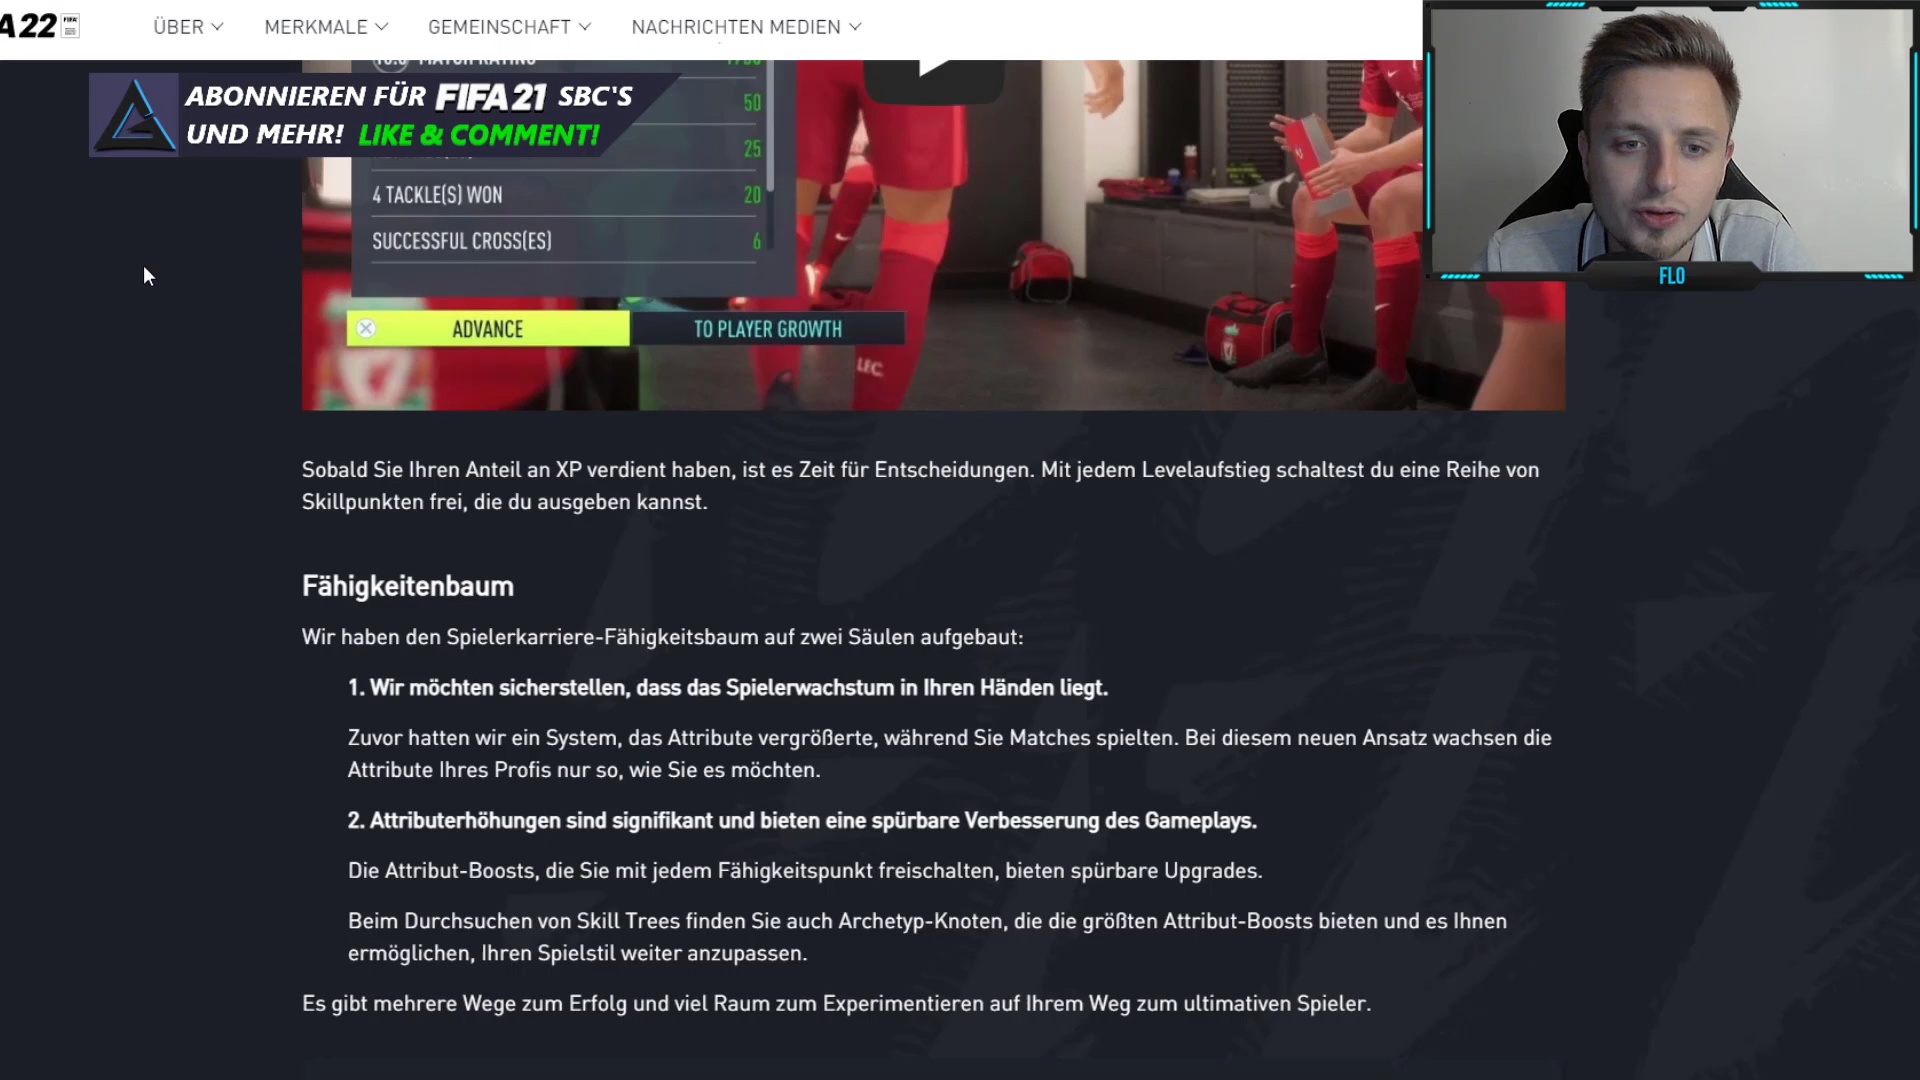 A 22
ÜBER
MERKMALE
GEMEINSCHAFT
NACHRICHTEN MEDIEN
10.0 MATCH RATING
ABONNIEREN FÜR FIFA 21 SBC'S
UND MEHR! LIKE & COMMENT!
50
25
4 TACKLE(S) WON 20
SUCCESSFUL CROSS(ES) 6
ADVANCE
TO PLAYER GROWTH
LFC
FLO
Sobald Sie Ihren Anteil an XP verdient haben, ist es Zeit für Entscheidungen. Mit jedem Levelaufstieg schaltest du eine Reihe von
Skillpunkten frei, die du ausgeben kannst.
Fähigkeitenbaum
Wir haben den Spielerkarriere-Fähigkeitsbaum auf zwei Säulen aufgebaut:
1. Wir möchten sicherstellen, dass das Spielerwachstum in Ihren Händen liegt.
Zuvor hatten wir ein System, das Attribute vergrößerte, während Sie Matches spielten. Bei diesem neuen Ansatz wachsen die
Attribute Ihres Profis nur so, wie Sie es möchten.
2. Attributerhöhungen sind signifikant und bieten eine spürbare Verbesserung des Gameplays.
Die Attribut-Boosts, die Sie mit jedem Fähigkeitspunkt freischalten, bieten spürbare Upgrades.
Beim Durchsuchen von Skill Trees finden Sie auch Archetyp-Knoten, die die größten Attribut-Boosts bieten und es Ihnen
ermöglichen, Ihren Spielstil weiter anzupassen.
Es gibt mehrere Wege zum Erfolg und viel Raum zum Experimentieren auf Ihrem Weg zum ultimativen Spieler.